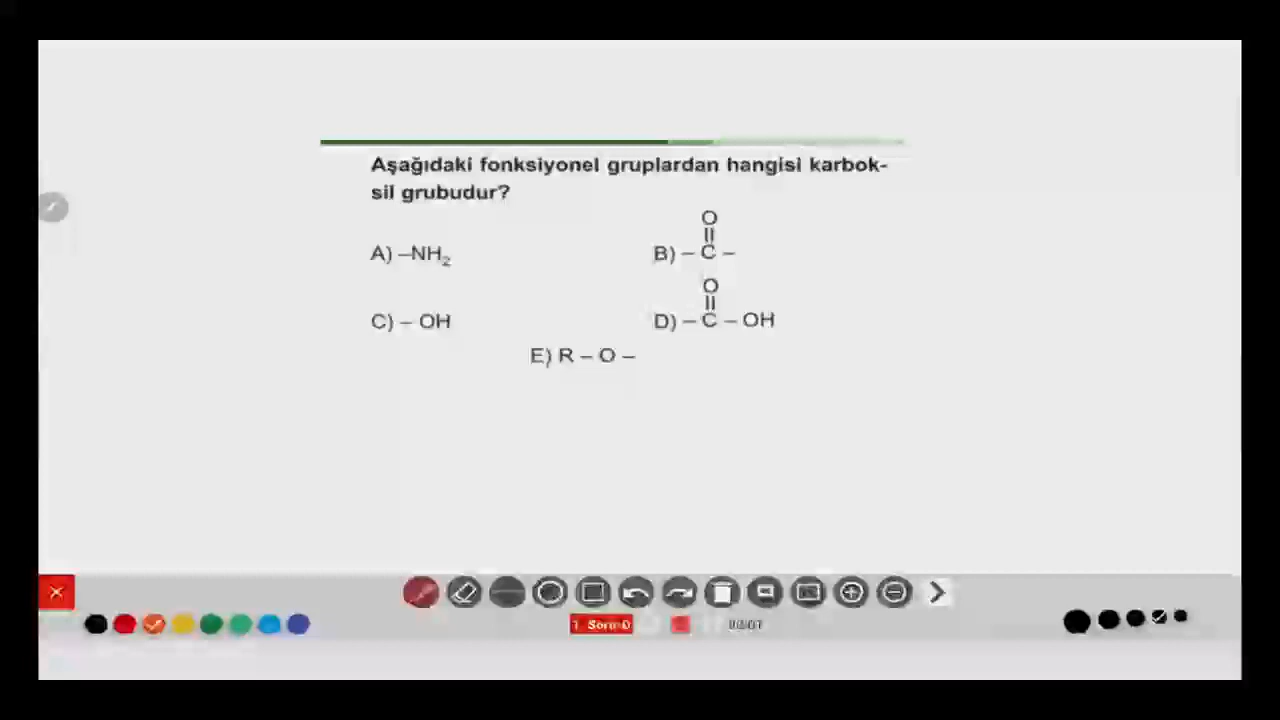 Aşağıdaki fonksiyonel gruplardan hangisi karbok-
sil grubudur?
A) –NH₂
O
||
B) – C –
C) – OH
O
||
D) – C – OH
E) R – O –